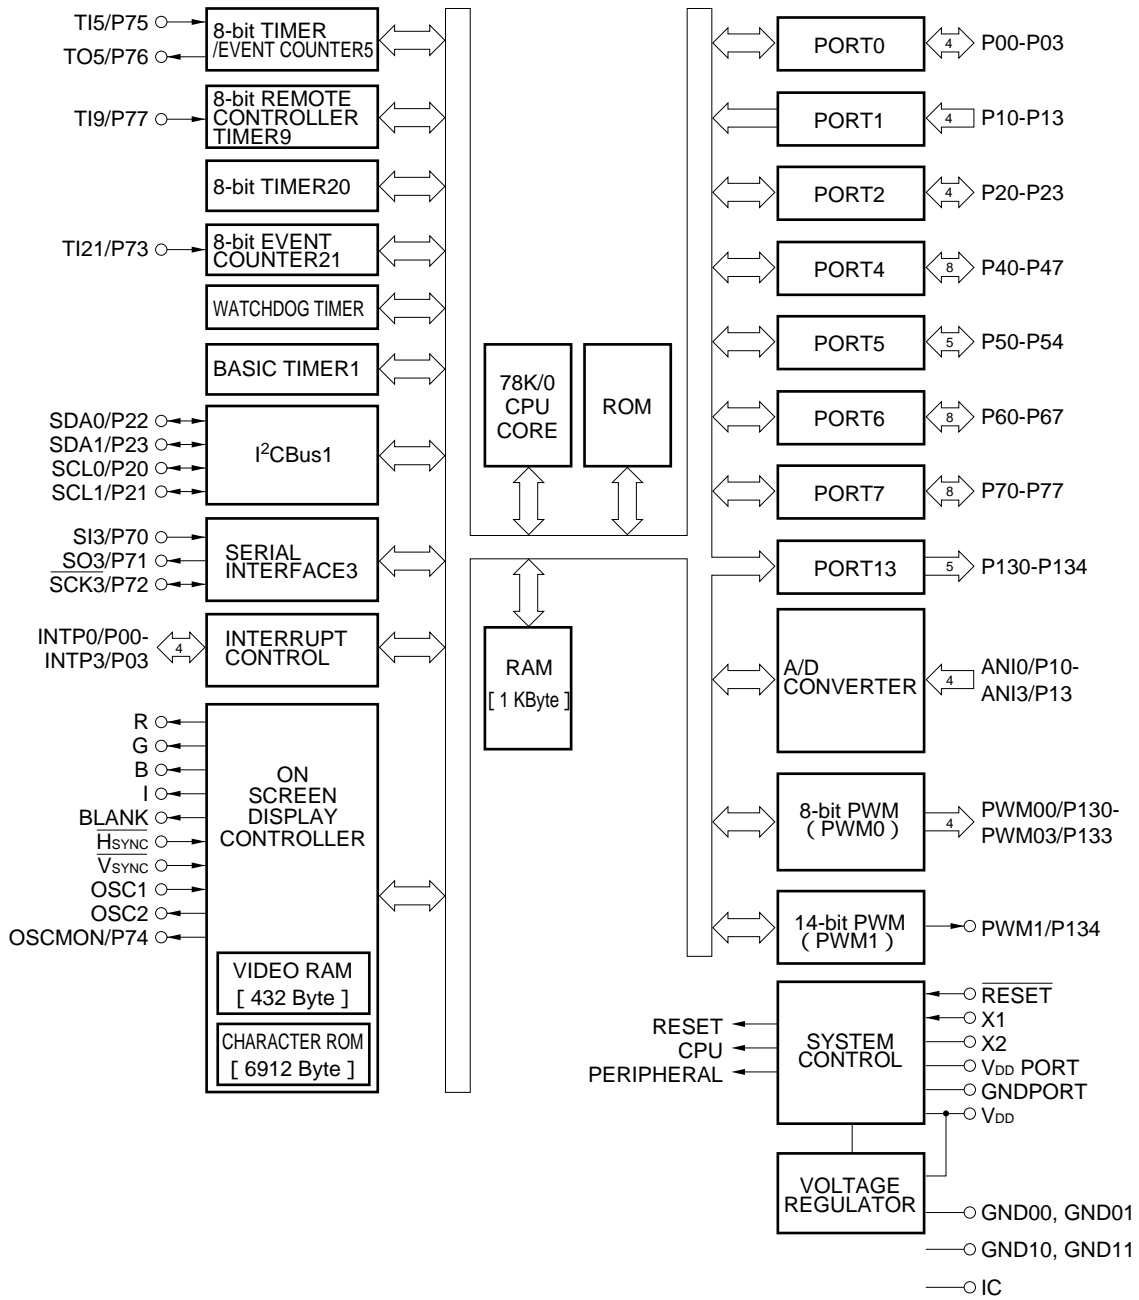 TI5/P75
TO5/P76
8-bit TIMER
/EVENT COUNTER5
TI9/P77
8-bit REMOTE
CONTROLLER
TIMER9
8-bit TIMER20
TI21/P73
8-bit EVENT
COUNTER21
WATCHDOG TIMER
BASIC TIMER1
SDA0/P22
SDA1/P23
SCL0/P20
SCL1/P21
I²CBus1
SI3/P70
SO3/P71
SCK3/P72
SERIAL
INTERFACE3
INTP0/P00-
INTP3/P03
4
INTERRUPT
CONTROL
R
G
B
I
BLANK
HSYNC
VSYNC
OSC1
OSC2
OSCMON/P74
ON
SCREEN
DISPLAY
CONTROLLER
VIDEO RAM
[ 432 Byte ]
CHARACTER ROM
[ 6912 Byte ]
78K/0
CPU
CORE
ROM
RAM
[ 1 KByte ]
PORT0
4
P00-P03
PORT1
4
P10-P13
PORT2
4
P20-P23
PORT4
8
P40-P47
PORT5
5
P50-P54
PORT6
8
P60-P67
PORT7
8
P70-P77
PORT13
5
P130-P134
A/D
CONVERTER
4
ANI0/P10-
ANI3/P13
8-bit PWM
( PWM0 )
4
PWM00/P130-
PWM03/P133
14-bit PWM
( PWM1 )
PWM1/P134
RESET
CPU
PERIPHERAL
SYSTEM
CONTROL
RESET
X1
X2
VDD PORT
GNDPORT
VDD
VOLTAGE
REGULATOR
GND00, GND01
GND10, GND11
IC